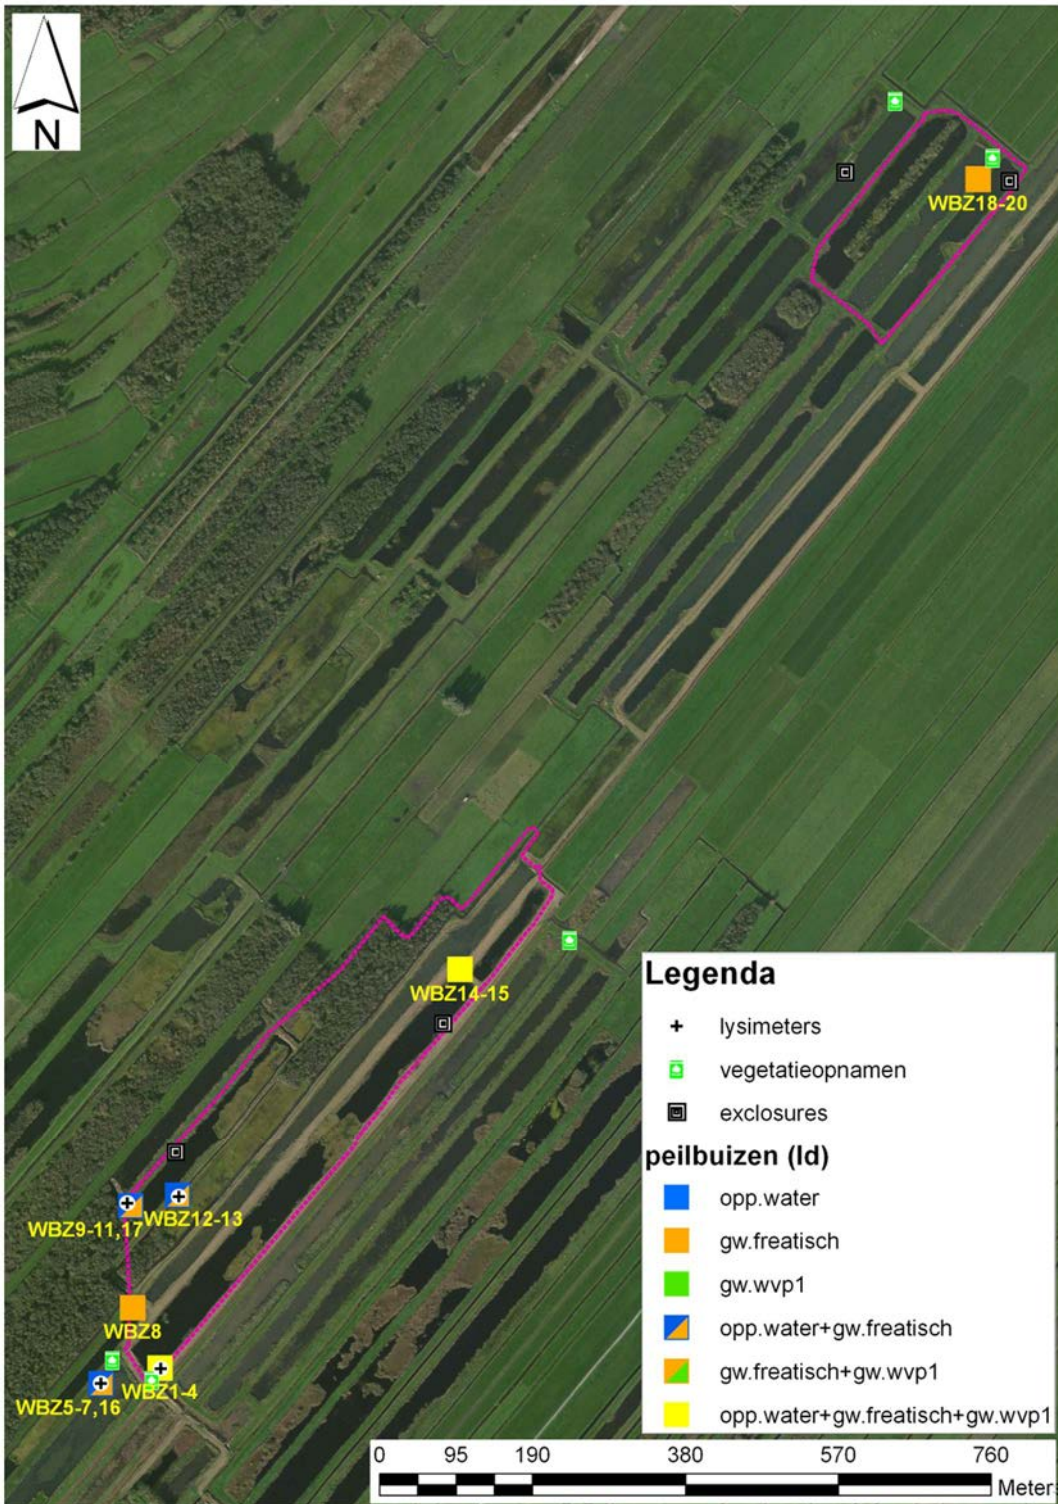 N
WBZ18-20
WBZ14-15
WBZ12-13
WBZ9-11,17
WBZ8
WBZ1-4
WBZ5-7,16
Legenda
lysimeters
vegetatieopnamen
exclosures
peilbuizen (ld)
opp.water
gw.freatisch
gw.wvp1
opp.water+gw.freatisch
gw.freatisch+gw.wvp1
opp.water+gw.freatisch+gw.wvp1
0 95 190 380 570 760
Meter